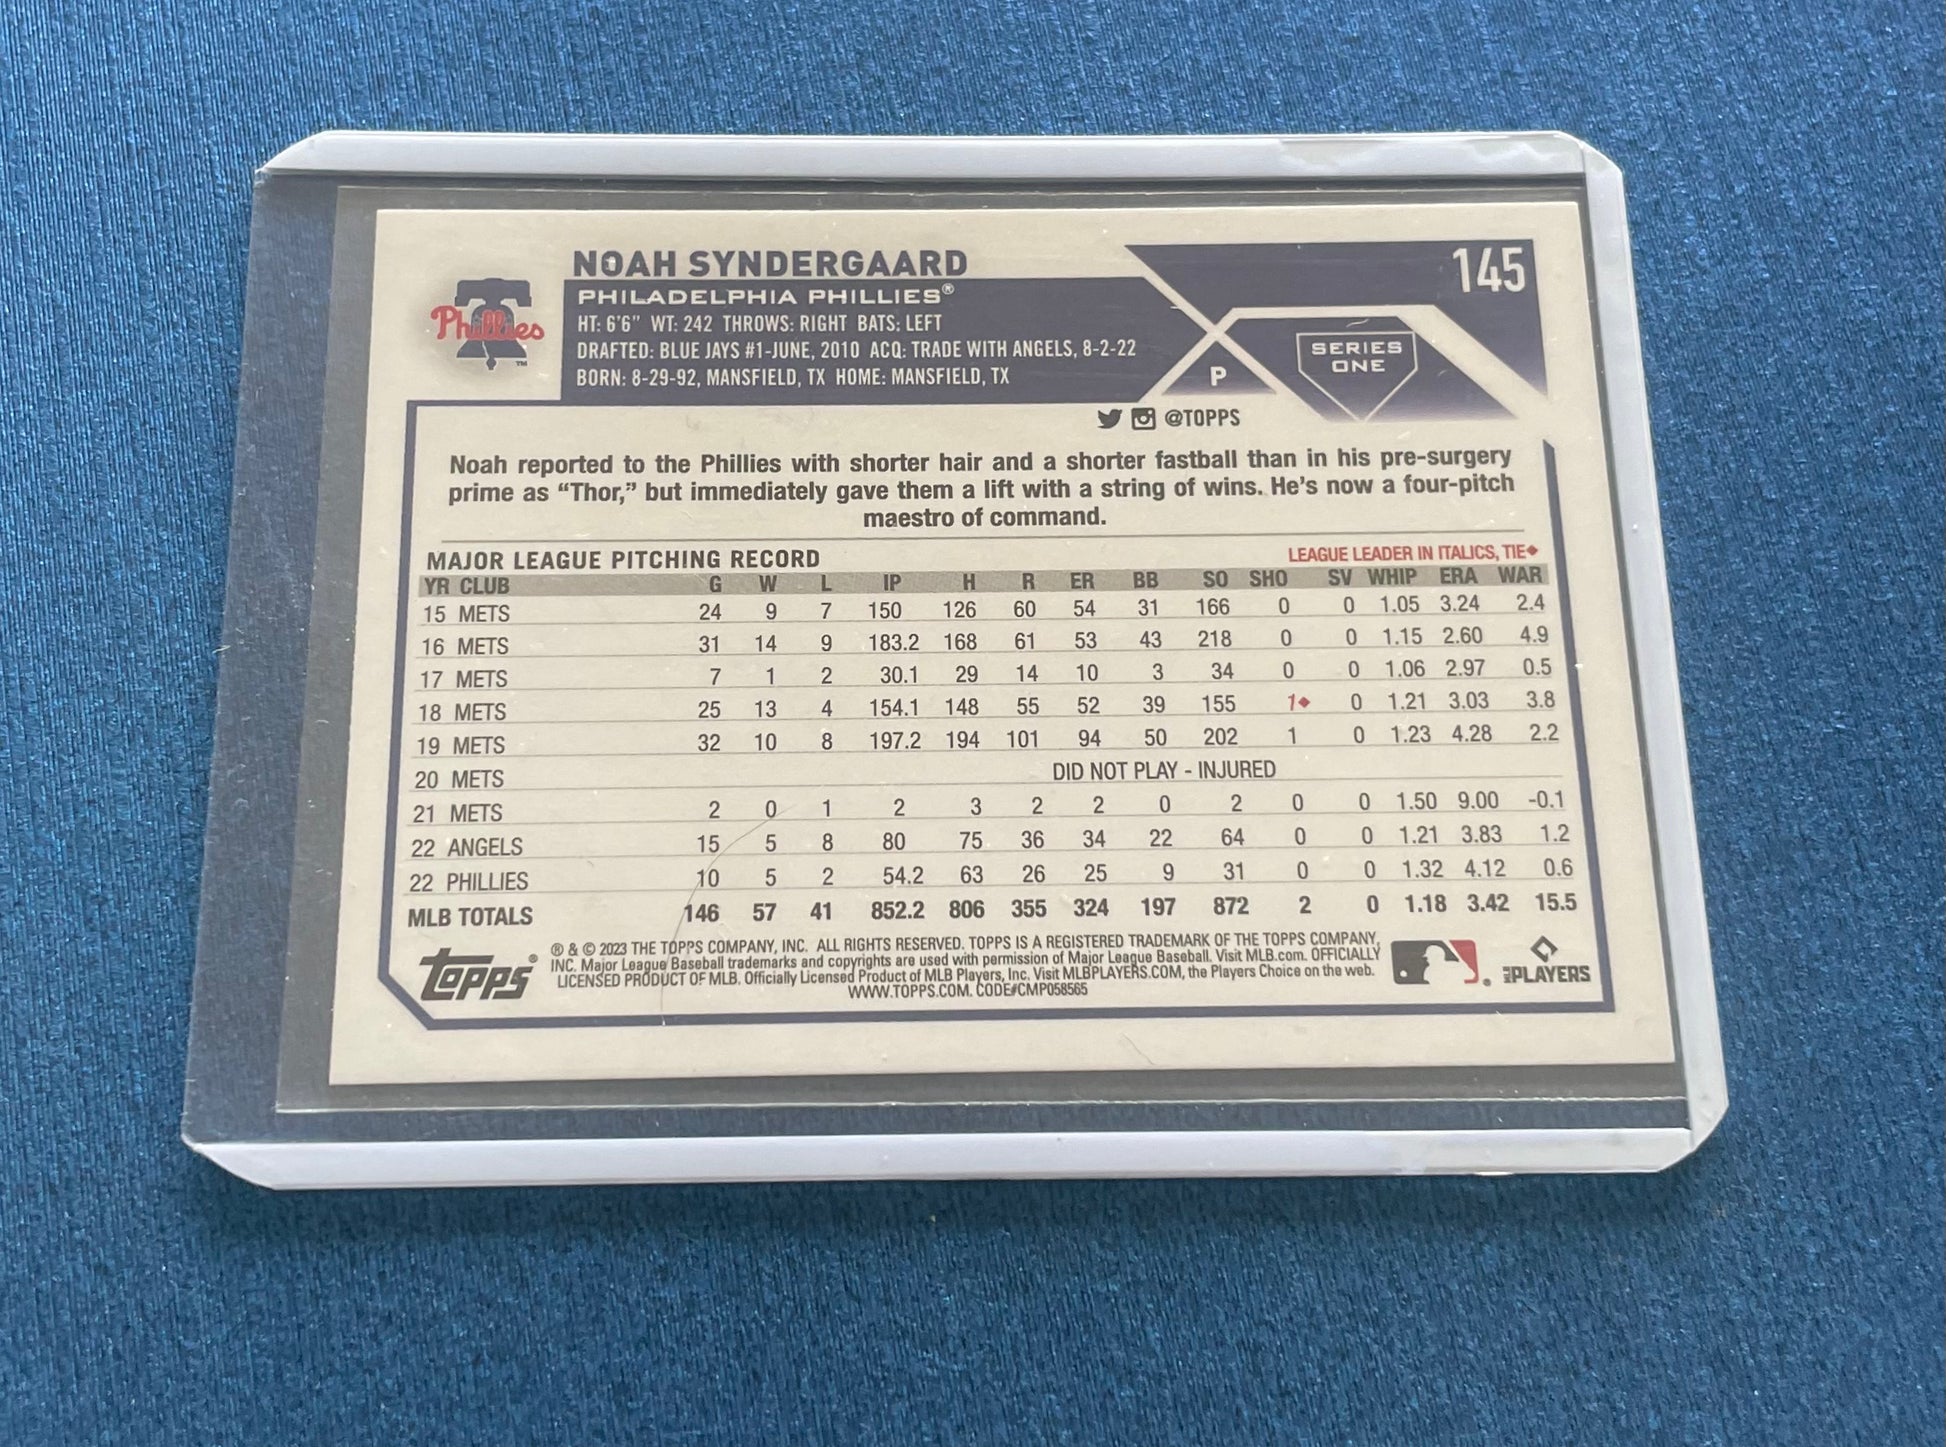 NOAH SYNDERGAARD
145
PHILADELPHIA PHILLIES®
Phillies
TM
HT: 6'6" WT: 242 THROWS: RIGHT BATS: LEFT
DRAFTED: BLUE JAYS #1-JUNE, 2010 ACQ: TRADE WITH ANGELS, 8-2-22
BORN: 8-29-92, MANSFIELD, TX HOME: MANSFIELD, TX
P
SERIES
ONE
@TOPPS
Noah reported to the Phillies with shorter hair and a shorter fastball than in his pre-surgery
prime as “Thor,” but immediately gave them a lift with a string of wins. He's now a four-pitch
maestro of command.
MAJOR LEAGUE PITCHING RECORD
LEAGUE LEADER IN ITALICS, TIE◆
YR CLUB G W L IP H R ER BB SO SHO SV WHIP ERA WAR
15 METS 24 9 7 150 126 60 54 31 166 0 0 1.05 3.24 2.4
16 METS 31 14 9 183.2 168 61 53 43 218 0 0 1.15 2.60 4.9
17 METS 7 1 2 30.1 29 14 10 3 34 0 0 1.06 2.97 0.5
18 METS 25 13 4 154.1 148 55 52 39 155 1◆ 0 1.21 3.03 3.8
19 METS 32 10 8 197.2 194 101 94 50 202 1 0 1.23 4.28 2.2
20 METS DID NOT PLAY - INJURED
21 METS 2 0 1 2 3 2 2 0 2 0 0 1.50 9.00 -0.1
22 ANGELS 15 5 8 80 75 36 34 22 64 0 0 1.21 3.83 1.2
22 PHILLIES 10 5 2 54.2 63 26 25 9 31 0 0 1.32 4.12 0.6
MLB TOTALS 146 57 41 852.2 806 355 324 197 872 2 0 1.18 3.42 15.5
topps®
® & © 2023 THE TOPPS COMPANY, INC. ALL RIGHTS RESERVED. TOPPS IS A REGISTERED TRADEMARK OF THE TOPPS COMPANY,
INC. Major League Baseball trademarks and copyrights are used with permission of Major League Baseball. Visit MLB.com. OFFICIALLY
LICENSED PRODUCT OF MLB. Officially Licensed Product of MLB Players, Inc. Visit MLBPLAYERS.COM, the Players Choice on the web.
WWW.TOPPS.COM. CODE#CMP058565
MLB PLAYERS